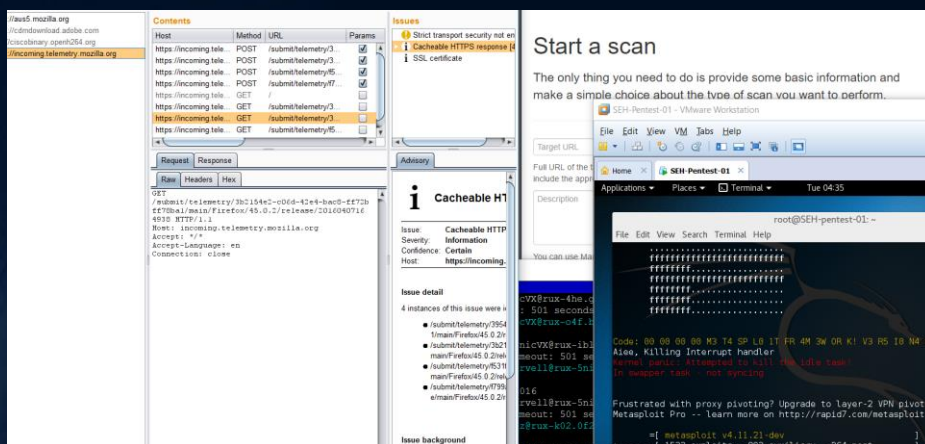 //aus5.mozilla.org
://cdmdownload.adobe.com
//ciscobinary.openh264.org
://incoming.telemetry.mozilla.org
Contents
Host Method URL Params
https://incoming.tele... POST /submit/telemetry/3...
https://incoming.tele... POST /submit/telemetry/3...
https://incoming.tele... POST /submit/telemetry/f5...
https://incoming.tele... POST /submit/telemetry/f7...
https://incoming.tele... GET /
https://incoming.tele... GET /submit/telemetry/3...
https://incoming.tele... GET /submit/telemetry/3...
https://incoming.tele... GET /submit/telemetry/f5...
Request Response
Raw Headers Hex
GET
/submit/telemetry/3b2154e2-c06d-42e4-bac8-ff72b
ff78ba1/main/Firefox/45.0.2/release/2016040716
4938 HTTP/1.1
Host: incoming.telemetry.mozilla.org
Accept: */*
Accept-Language: en
Connection: close
Issues
Strict transport security not en
Cacheable HTTPS response [4
SSL certificate
Advisory
Cacheable HT
Issue: Cacheable HTTP
Severity: Information
Confidence: Certain
Host: https://incoming.
Issue detail
4 instances of this issue were i
/submit/telemetry/3954
1/main/Firefox/45.0.2/r
/submit/telemetry/3b21
main/Firefox/45.0.2/rel
/submit/telemetry/f531f
main/Firefox/45.0.2/rel
/submit/telemetry/f799
e/main/Firefox/45.0.2/r
Issue background
Start a scan
The only thing you need to do is provide some basic information and
make a simple choice about the type of scan you want to perform.
Target URL
Full URL of the t
include the appr
Description
You can use Ma
icVX@rux-4he.g
: 501 seconds
cVX@rux-o4f.h
nicVX@rux-ibl
meout: 501 se
rvell@rux-5ni
016
rvell@rux-5ni
meout: 501 se
z@rux-k02.0f2
SEH-Pentest-01 - VMware Workstation
File Edit View VM Tabs Help
Home SEH-Pentest-01
Applications Places Terminal Tue 04:35
root@SEH-pentest-01: ~
File Edit View Search Terminal Help
..........................
ffffffffffffffffffffffffff
ffffffff..................
ffffffffffffffffffffffffff
ffffffff..................
ffffffff..................
ffffffff..................
Code: 00 00 00 00 M3 T4 SP L0 1T FR 4M 3W OR K! V3 R5 I0 N4
Aiee, Killing Interrupt handler
Kernel panic: Attempted to kill the idle task!
In swapper task - not syncing
Frustrated with proxy pivoting? Upgrade to layer-2 VPN pivot
Metasploit Pro -- learn more on http://rapid7.com/metasploit
=[ metasploit v4.11.21-dev ]